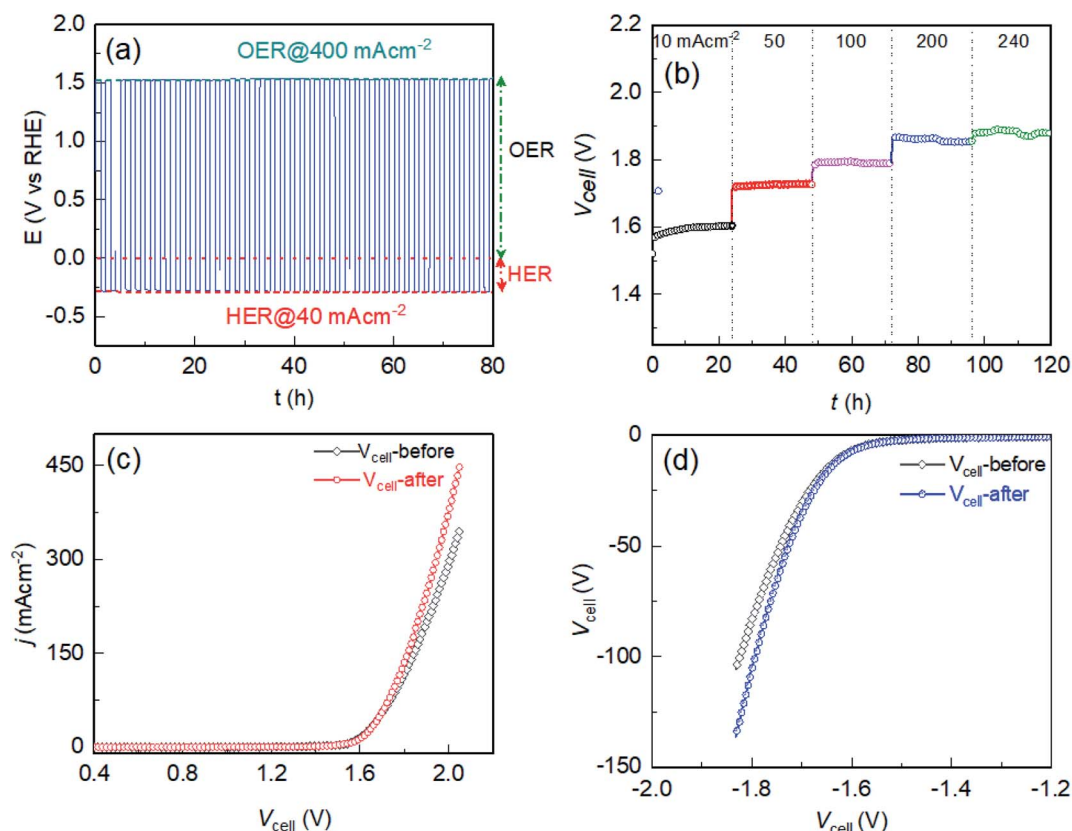 (a)
OER@400 mAcm-2
HER@40 mAcm-2
OER
HER
2.0
1.5
1.0
0.5
0.0
-0.5
E (V vs RHE)
0 20 40 60 80
t (h)
(b)
10 mAcm-2 50 100 200 240
2.2
2.0
1.8
1.6
1.4
Vcell (V)
0 20 40 60 80 100 120
t (h)
(c)
Vcell-before
Vcell-after
450
300
150
0
j (mAcm-2)
0.4 0.8 1.2 1.6 2.0
Vcell (V)
(d)
Vcell-before
Vcell-after
0
-50
-100
-150
Vcell (V)
-2.0 -1.8 -1.6 -1.4 -1.2
Vcell (V)